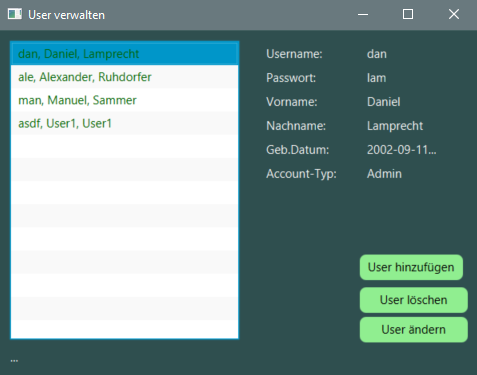 User verwalten
dan, Daniel, Lamprecht
ale, Alexander, Ruhdorfer
man, Manuel, Sammer
asdf, User1, User1
Username: dan
Passwort: lam
Vorname: Daniel
Nachname: Lamprecht
Geb.Datum: 2002-09-11...
Account-Typ: Admin
User hinzufügen
User löschen
User ändern
...